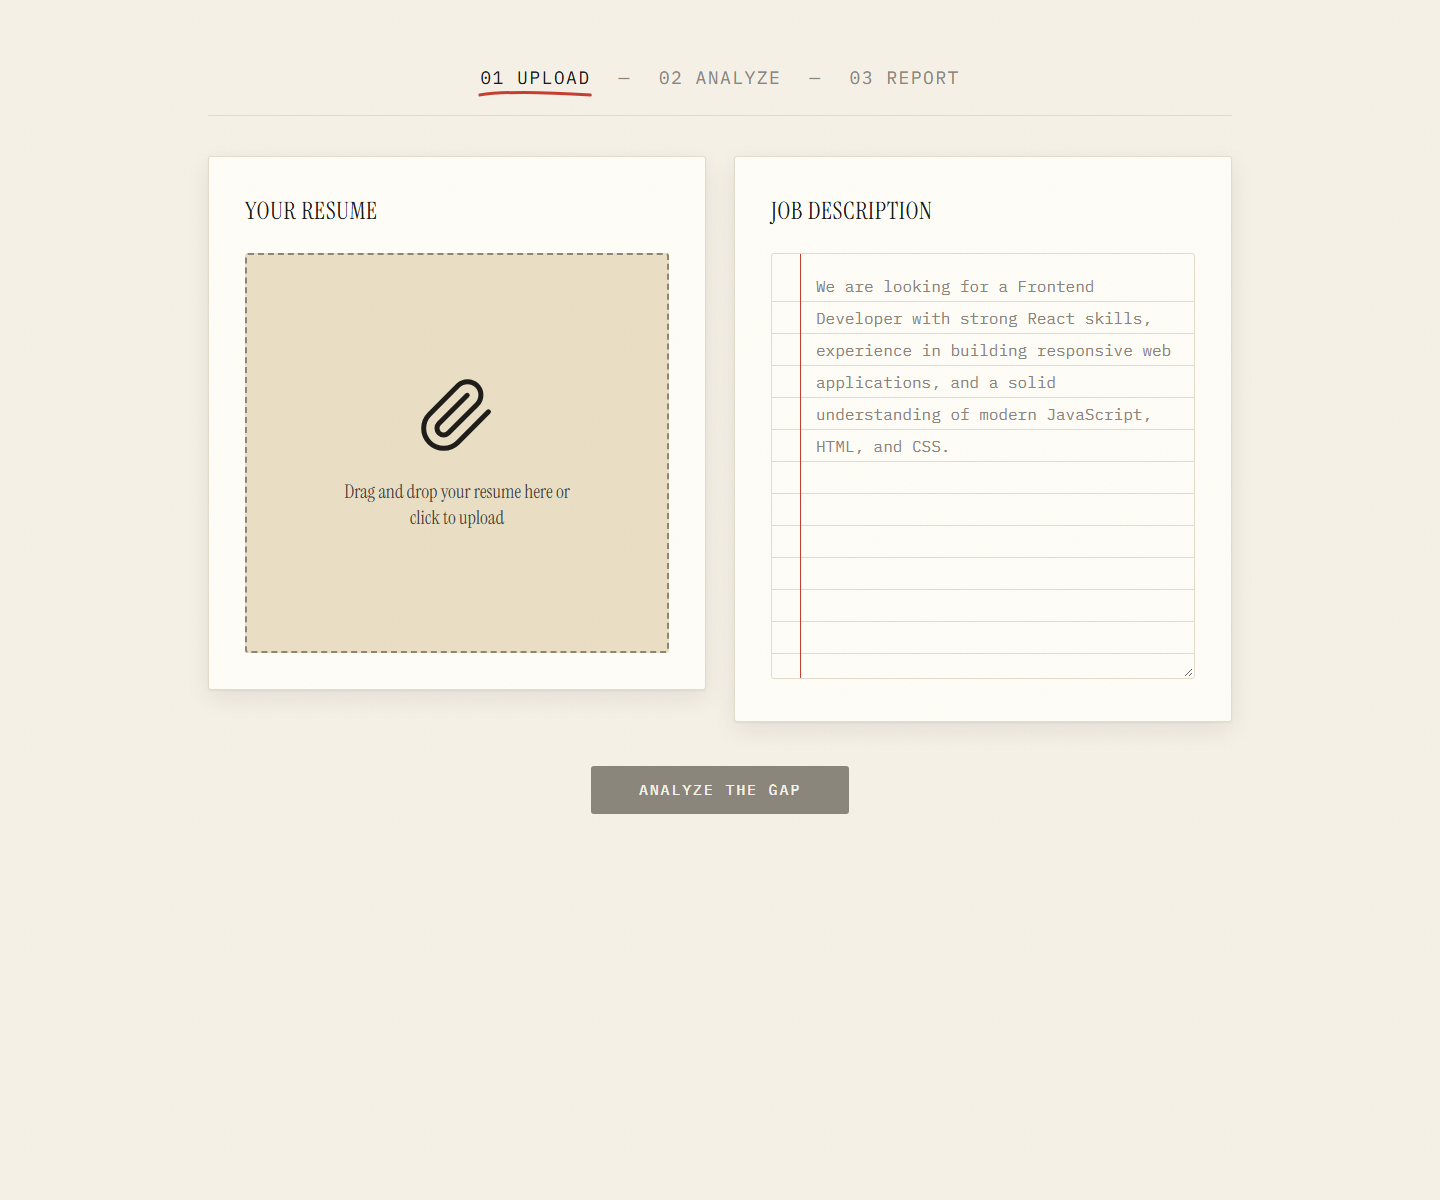 01 UPLOAD — 02 ANALYZE — 03 REPORT
YOUR RESUME
Drag and drop your resume here or
click to upload
JOB DESCRIPTION
We are looking for a Frontend
Developer with strong React skills,
experience in building responsive web
applications, and a solid
understanding of modern JavaScript,
HTML, and CSS.
ANALYZE THE GAP